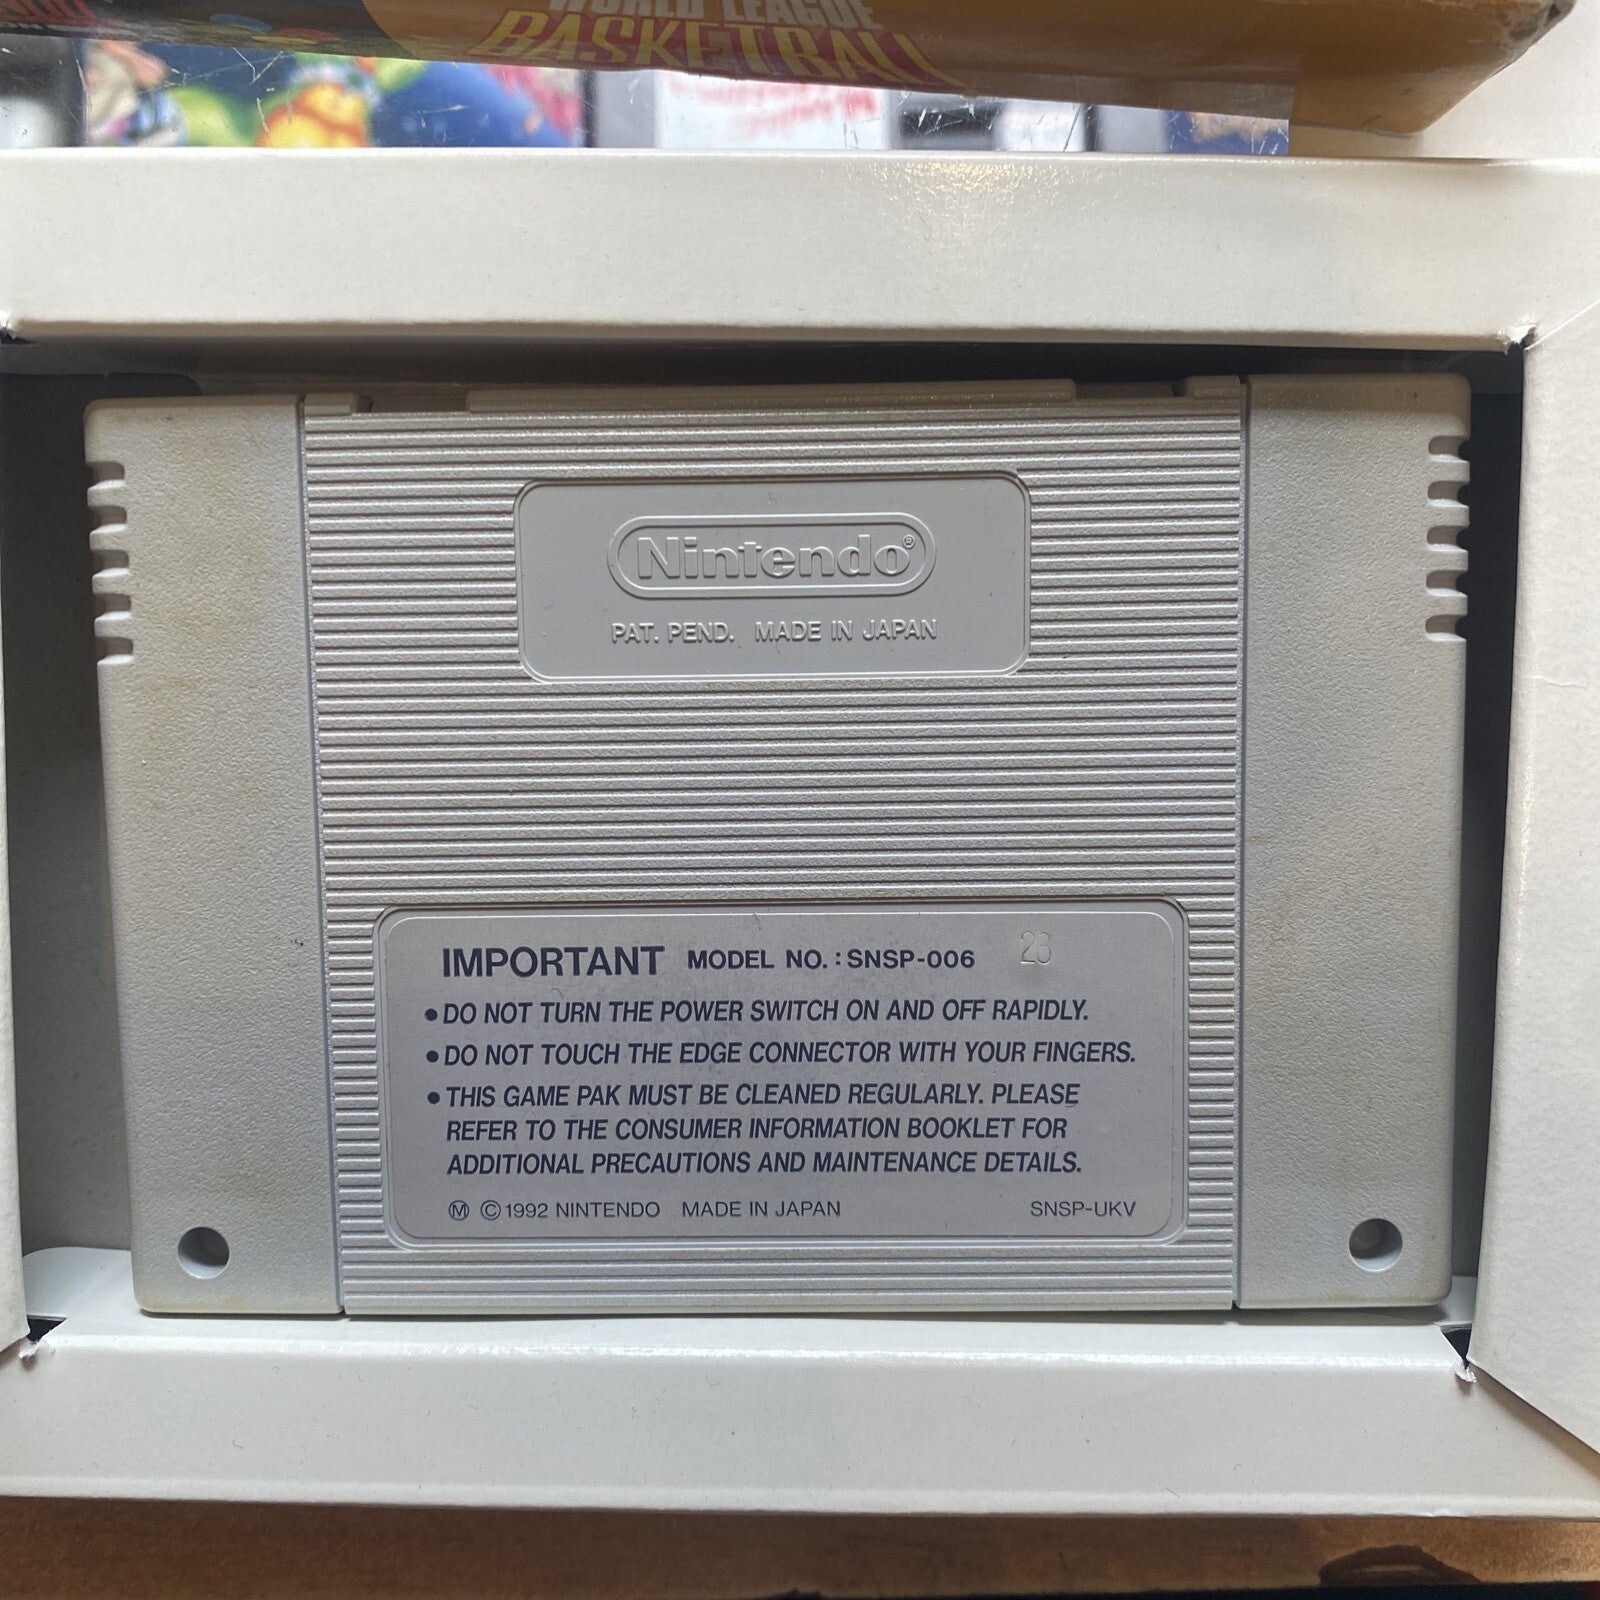 WORLD LEAGUE
BASKETBALL
Nintendo®
PAT. PEND. MADE IN JAPAN
IMPORTANT MODEL NO.: SNSP-006 23
•DO NOT TURN THE POWER SWITCH ON AND OFF RAPIDLY.
•DO NOT TOUCH THE EDGE CONNECTOR WITH YOUR FINGERS.
•THIS GAME PAK MUST BE CLEANED REGULARLY. PLEASE
REFER TO THE CONSUMER INFORMATION BOOKLET FOR
ADDITIONAL PRECAUTIONS AND MAINTENANCE DETAILS.
Ⓜ ©1992 NINTENDO MADE IN JAPAN SNSP-UKV